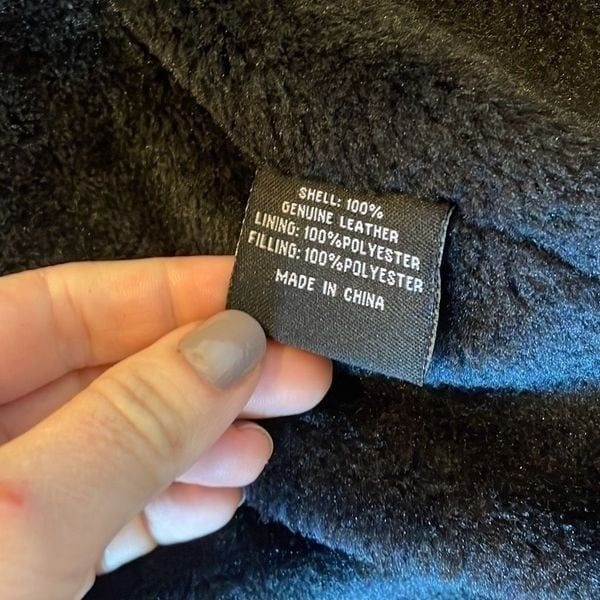 SHELL: 100%
GENUINE LEATHER
LINING: 100%POLYESTER
FILLING: 100%POLYESTER
MADE IN CHINA